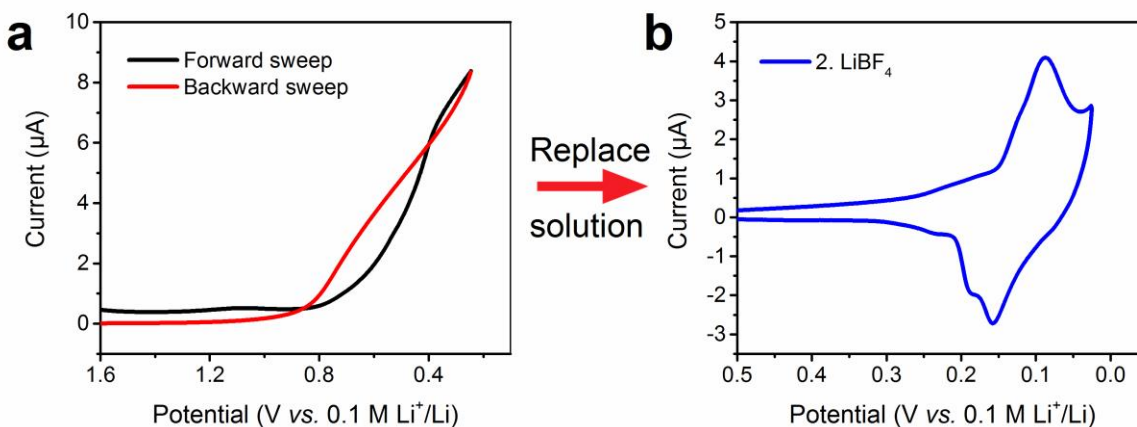 a
10
8
6
4
2
0
Current (μA)
1.6
1.2
0.8
0.4
Potential (V vs. 0.1 M Li⁺/Li)
Forward sweep
Backward sweep
Replace
solution
b
5
4
3
2
1
0
-1
-2
-3
Current (μA)
0.5
0.4
0.3
0.2
0.1
0.0
Potential (V vs. 0.1 M Li⁺/Li)
2. LiBF₄